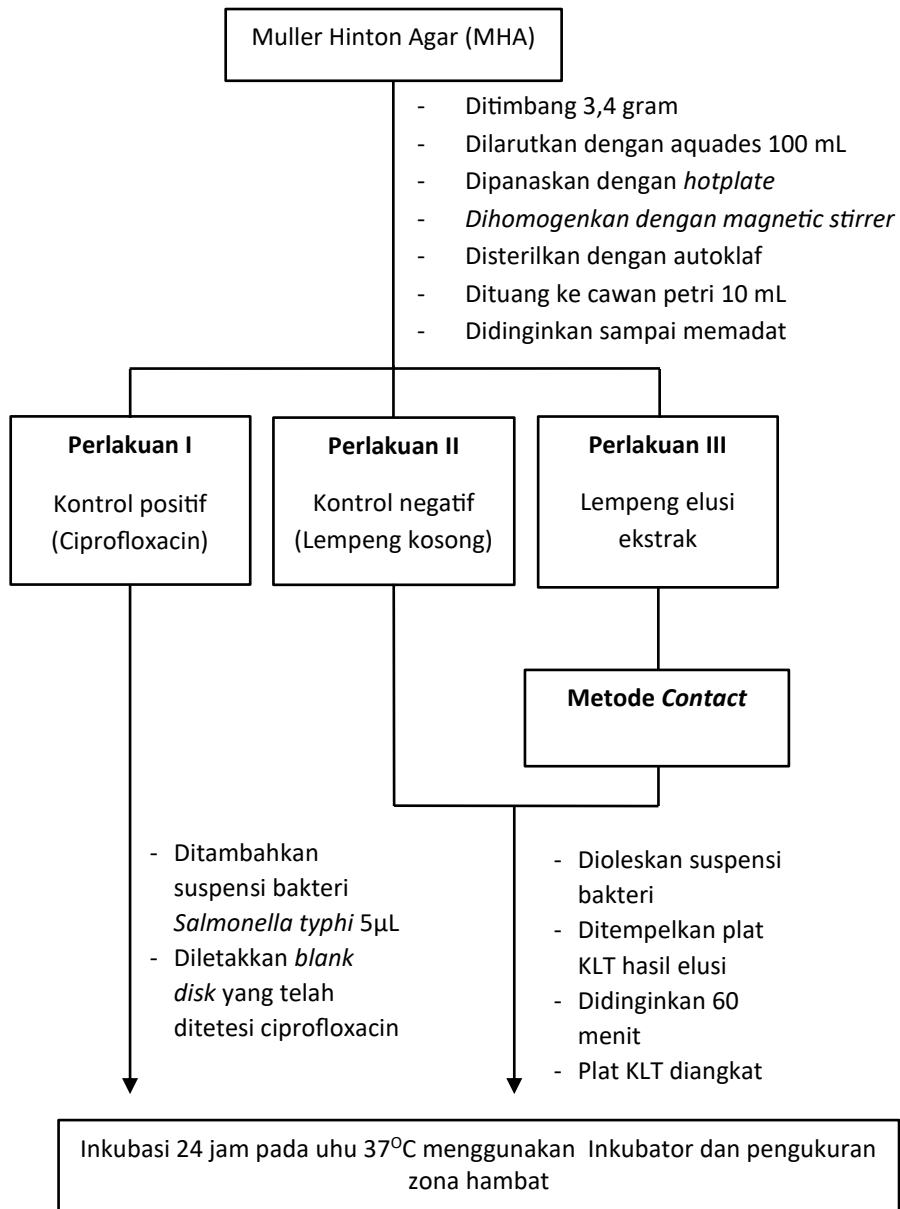 Muller Hinton Agar (MHA)
- Ditimbang 3,4 gram
- Dilarutkan dengan aquades 100 mL
- Dipanaskan dengan hotplate
- Dihomogenkan dengan magnetic stirrer
- Disterilkan dengan autoklaf
- Dituang ke cawan petri 10 mL
- Didinginkan sampai memadat
Perlakuan I
Kontrol positif
(Ciprofloxacin)
Perlakuan II
Kontrol negatif
(Lempeng kosong)
Perlakuan III
Lempeng elusi
ekstrak
Metode Contact
- Ditambahkan
suspensi bakteri
Salmonella typhi 5µL
- Diletakkan blank
disk yang telah
ditetesi ciprofloxacin
- Dioleskan suspensi
bakteri
- Ditempelkan plat
KLT hasil elusi
- Didinginkan 60
menit
- Plat KLT diangkat
Inkubasi 24 jam pada uhu 37ᴼC menggunakan Inkubator dan pengukuran
zona hambat